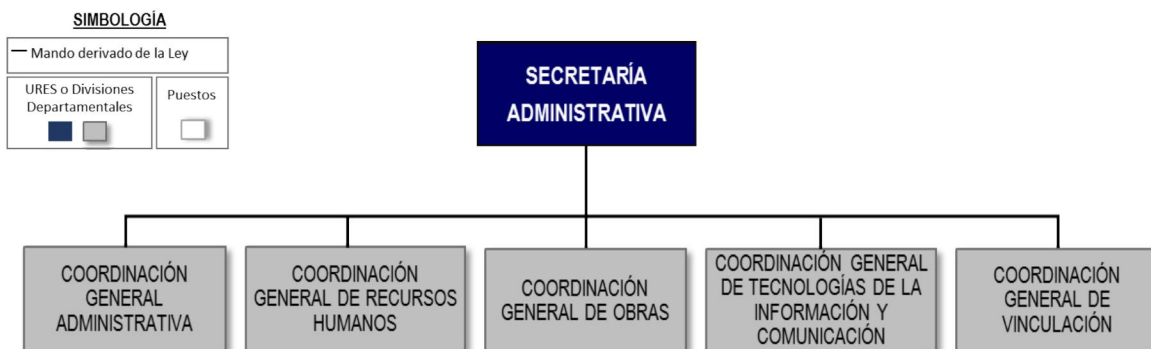 SIMBOLOGÍA
Mando derivado de la Ley
URES o Divisiones
Departamentales
Puestos
SECRETARÍA
ADMINISTRATIVA
COORDINACIÓN
GENERAL
ADMINISTRATIVA
COORDINACIÓN
GENERAL DE RECURSOS
HUMANOS
COORDINACIÓN
GENERAL DE OBRAS
COORDINACIÓN GENERAL
DE TECNOLOGÍAS DE LA
INFORMACIÓN Y
COMUNICACIÓN
COORDINACIÓN
GENERAL DE
VINCULACIÓN